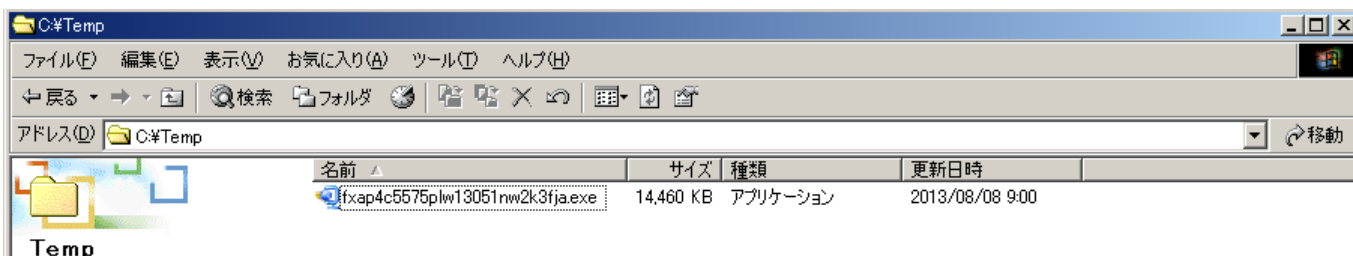 C:¥Temp
ファイル(F) 編集(E) 表示(V) お気に入り(A) ツール(T) ヘルプ(H)
戻る 検索 フォルダ
アドレス(D) C:¥Temp 移動
名前 サイズ 種類 更新日時
fxap4c5575plw13051nw2k3fja.exe 14,460 KB アプリケーション 2013/08/08 9:00
Temp